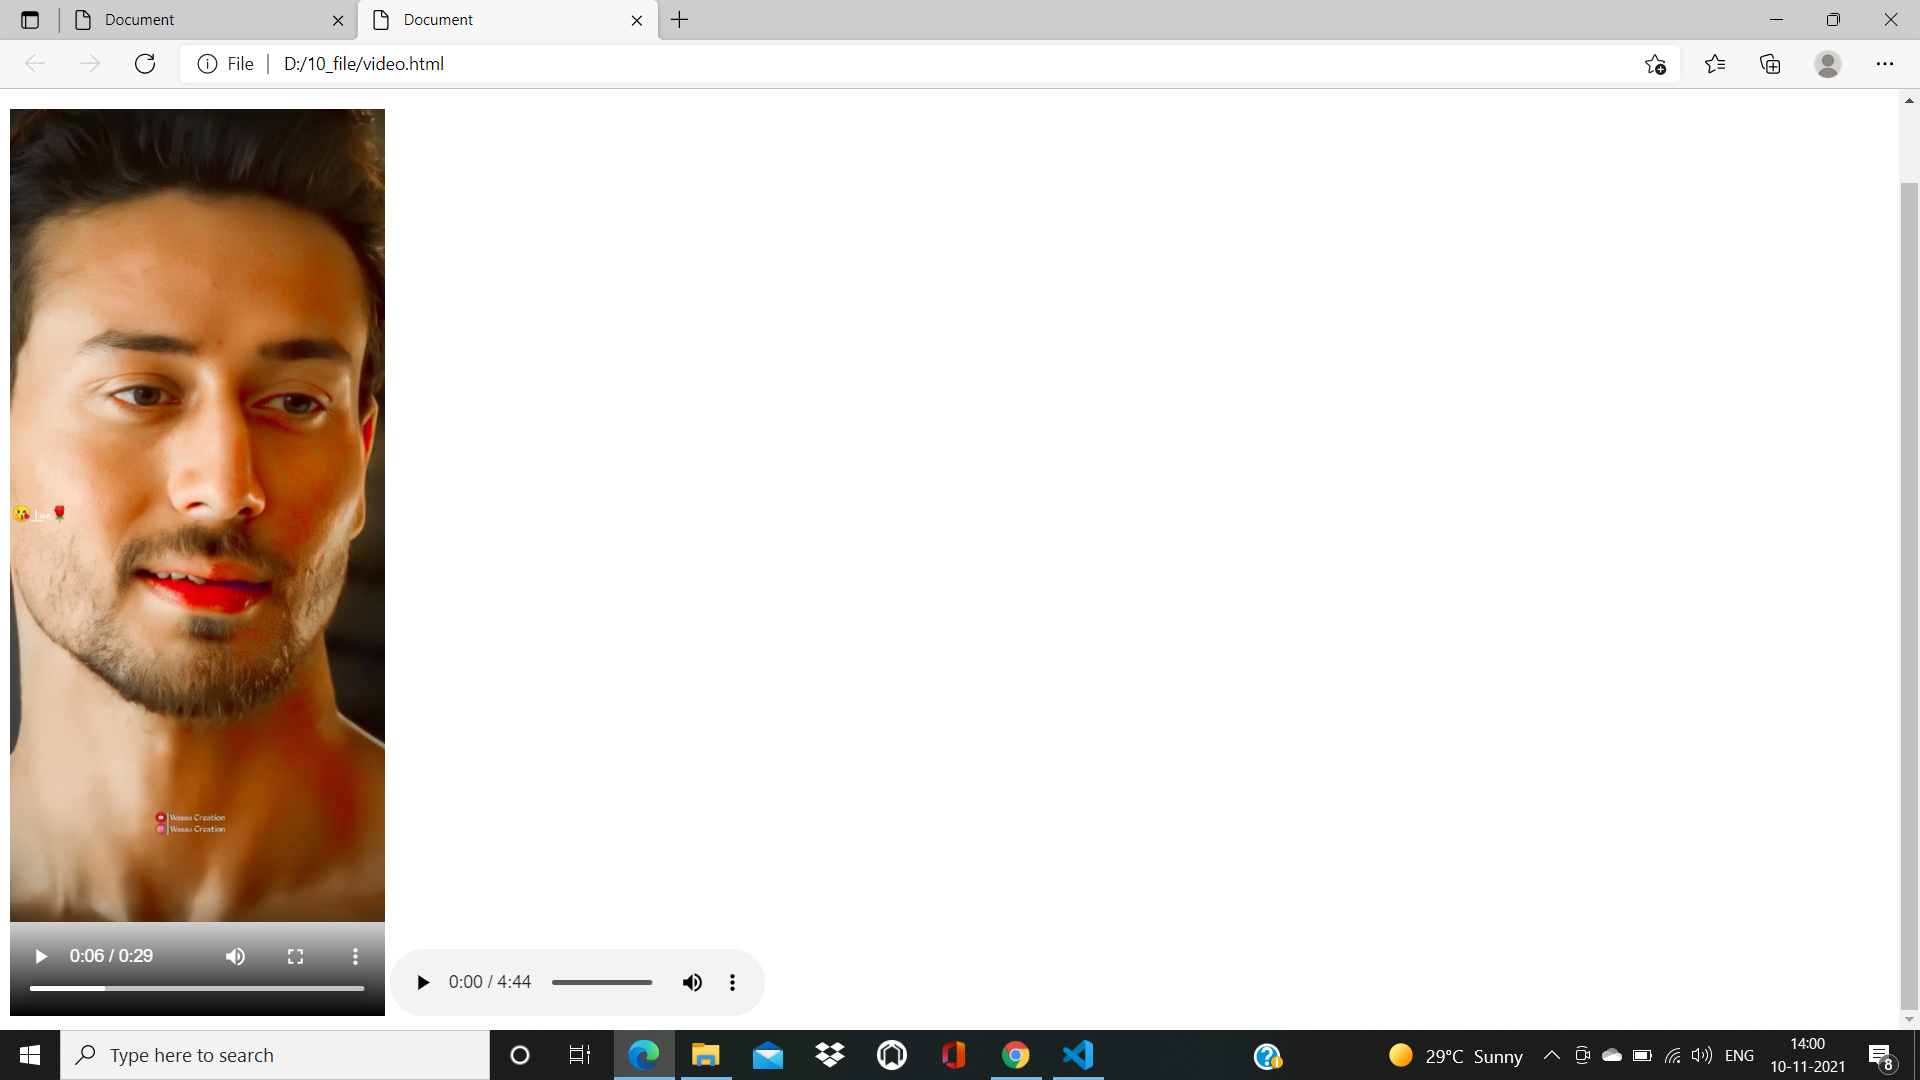 Document
Document
File
D:/10_file/video.html
😘 Love 🌹
Wassu Creation
Wassu Creation
0:06 / 0:29
0:00 / 4:44
Type here to search
29°C Sunny
ENG
14:00
10-11-2021
8